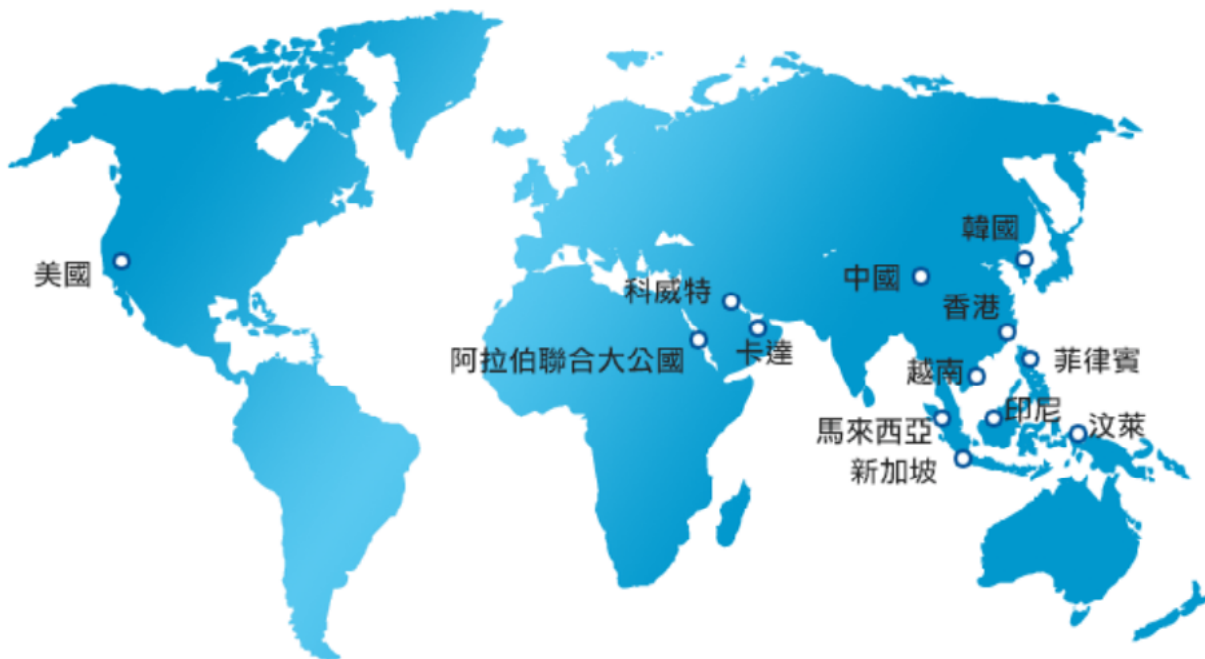 韓國
美國
中國
科威特
香港
阿拉伯聯合大公國
卡達
越南
菲律賓
馬來西亞
印尼
汶萊
新加坡